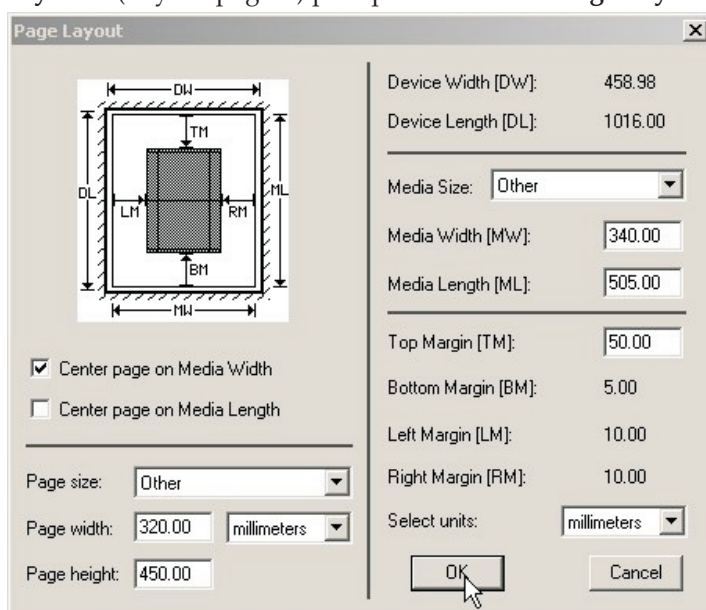 Page Layout
DW
TM
DL
ML
LM
RM
BM
MW
Center page on Media Width
Center page on Media Length
Page size: Other
Page width: 320.00 millimeters
Page height: 450.00
Device Width [DW]: 458.98
Device Length [DL]: 1016.00
Media Size: Other
Media Width [MW]: 340.00
Media Length [ML]: 505.00
Top Margin [TM]: 50.00
Bottom Margin [BM]: 5.00
Left Margin [LM]: 10.00
Right Margin [RM]: 10.00
Select units: millimeters
OK
Cancel